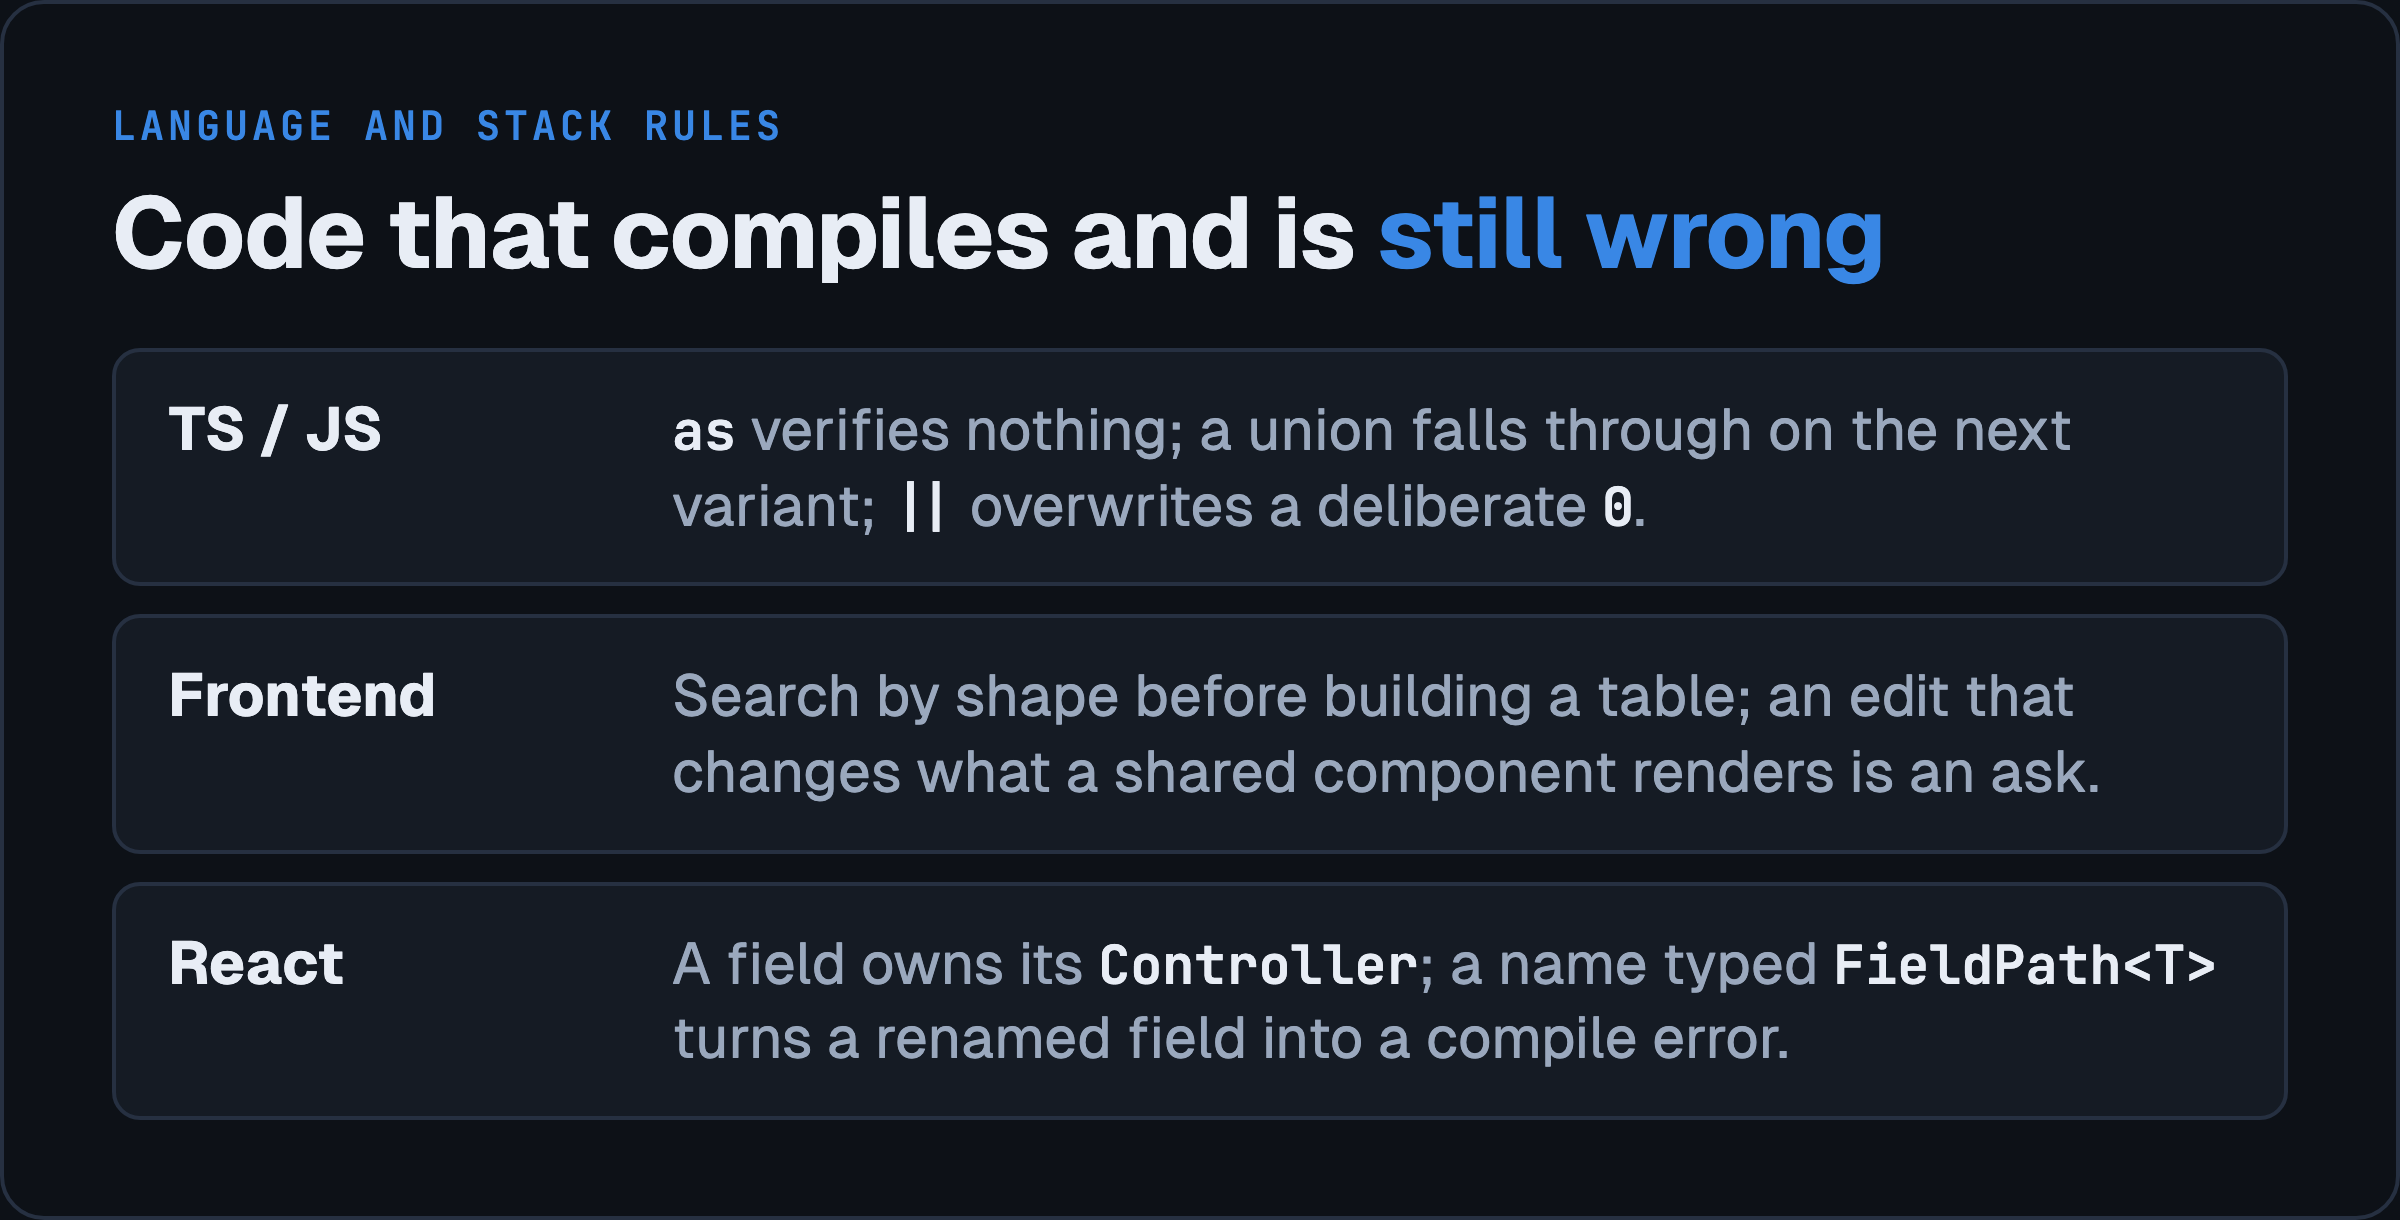 LANGUAGE AND STACK RULES
Code that compiles and is still wrong
TS / JS
as verifies nothing; a union falls through on the next
variant; || overwrites a deliberate 0.
Frontend
Search by shape before building a table; an edit that
changes what a shared component renders is an ask.
React
A field owns its Controller; a name typed FieldPath<T>
turns a renamed field into a compile error.